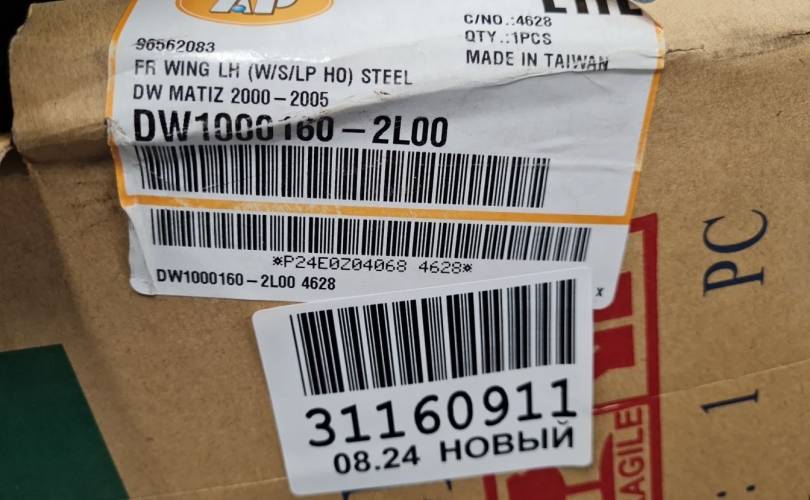 C/NO.:4628
QTY.:1PCS
MADE IN TAIWAN
96562083
FR WING LH (W/S/LP HO) STEEL
DW MATIZ 2000-2005
DW1000160-2L00
*P24E0Z04068 4628*
DW1000160-2L00 4628
x
31160911
08.24 НОВЫЙ
1 PC